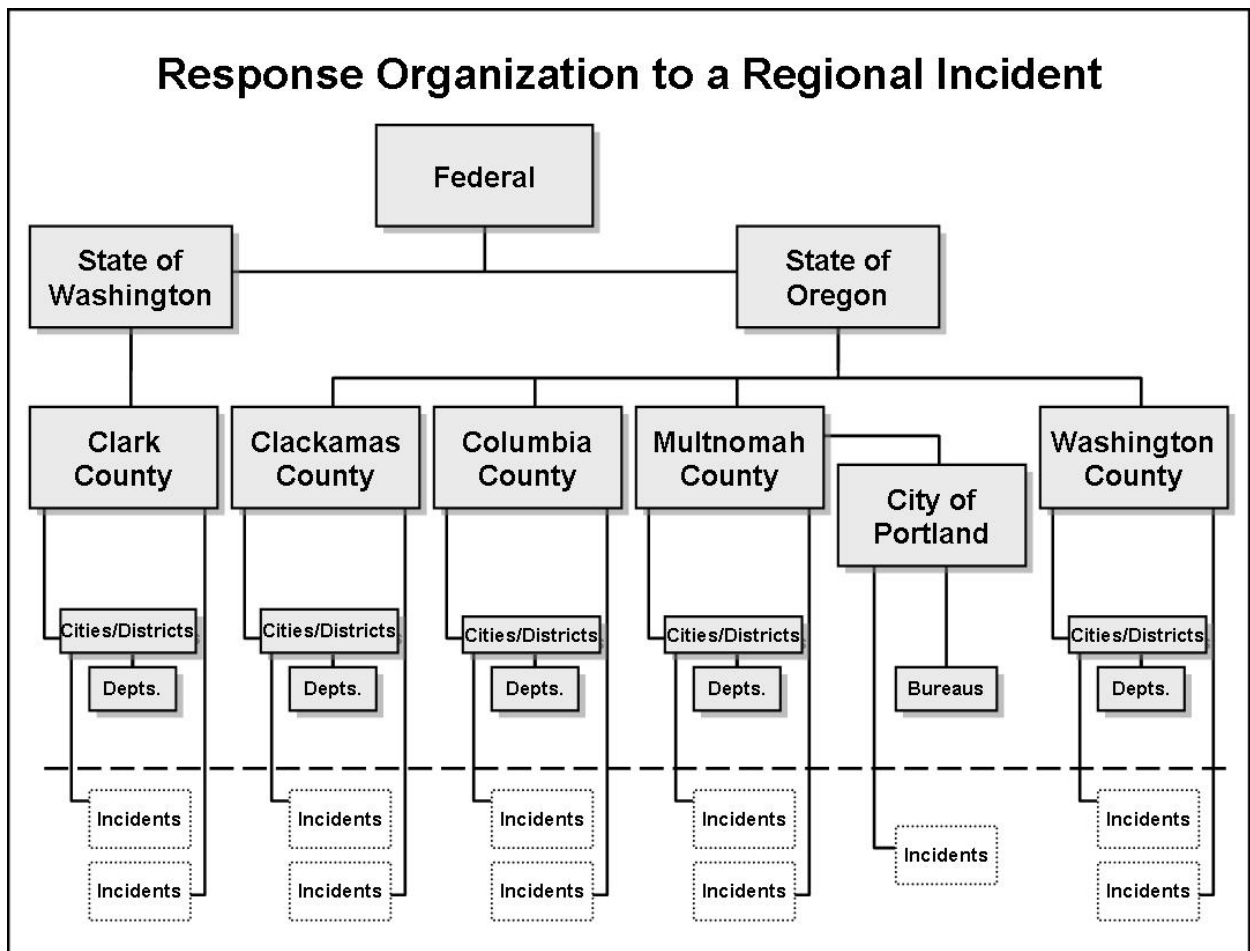 Response Organization to a Regional Incident
Federal
State of
Washington
State of
Oregon
Clark
County
Clackamas
County
Columbia
County
Multnomah
County
City of
Portland
Washington
County
Cities/Districts
Cities/Districts
Cities/Districts
Cities/Districts
Cities/Districts
Depts.
Depts.
Depts.
Depts.
Bureaus
Depts.
Incidents
Incidents
Incidents
Incidents
Incidents
Incidents
Incidents
Incidents
Incidents
Incidents
Incidents